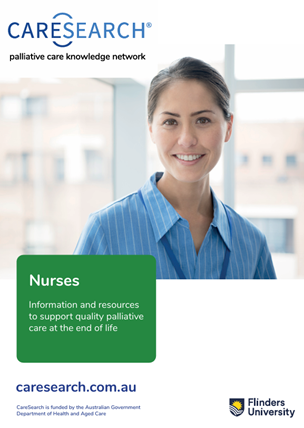 CARESEARCH®
palliative care knowledge network
Nurses
Information and resources
to support quality palliative
care at the end of life
caresearch.com.au
CareSearch is funded by the Australian Government
Department of Health and Aged Care
Flinders
University